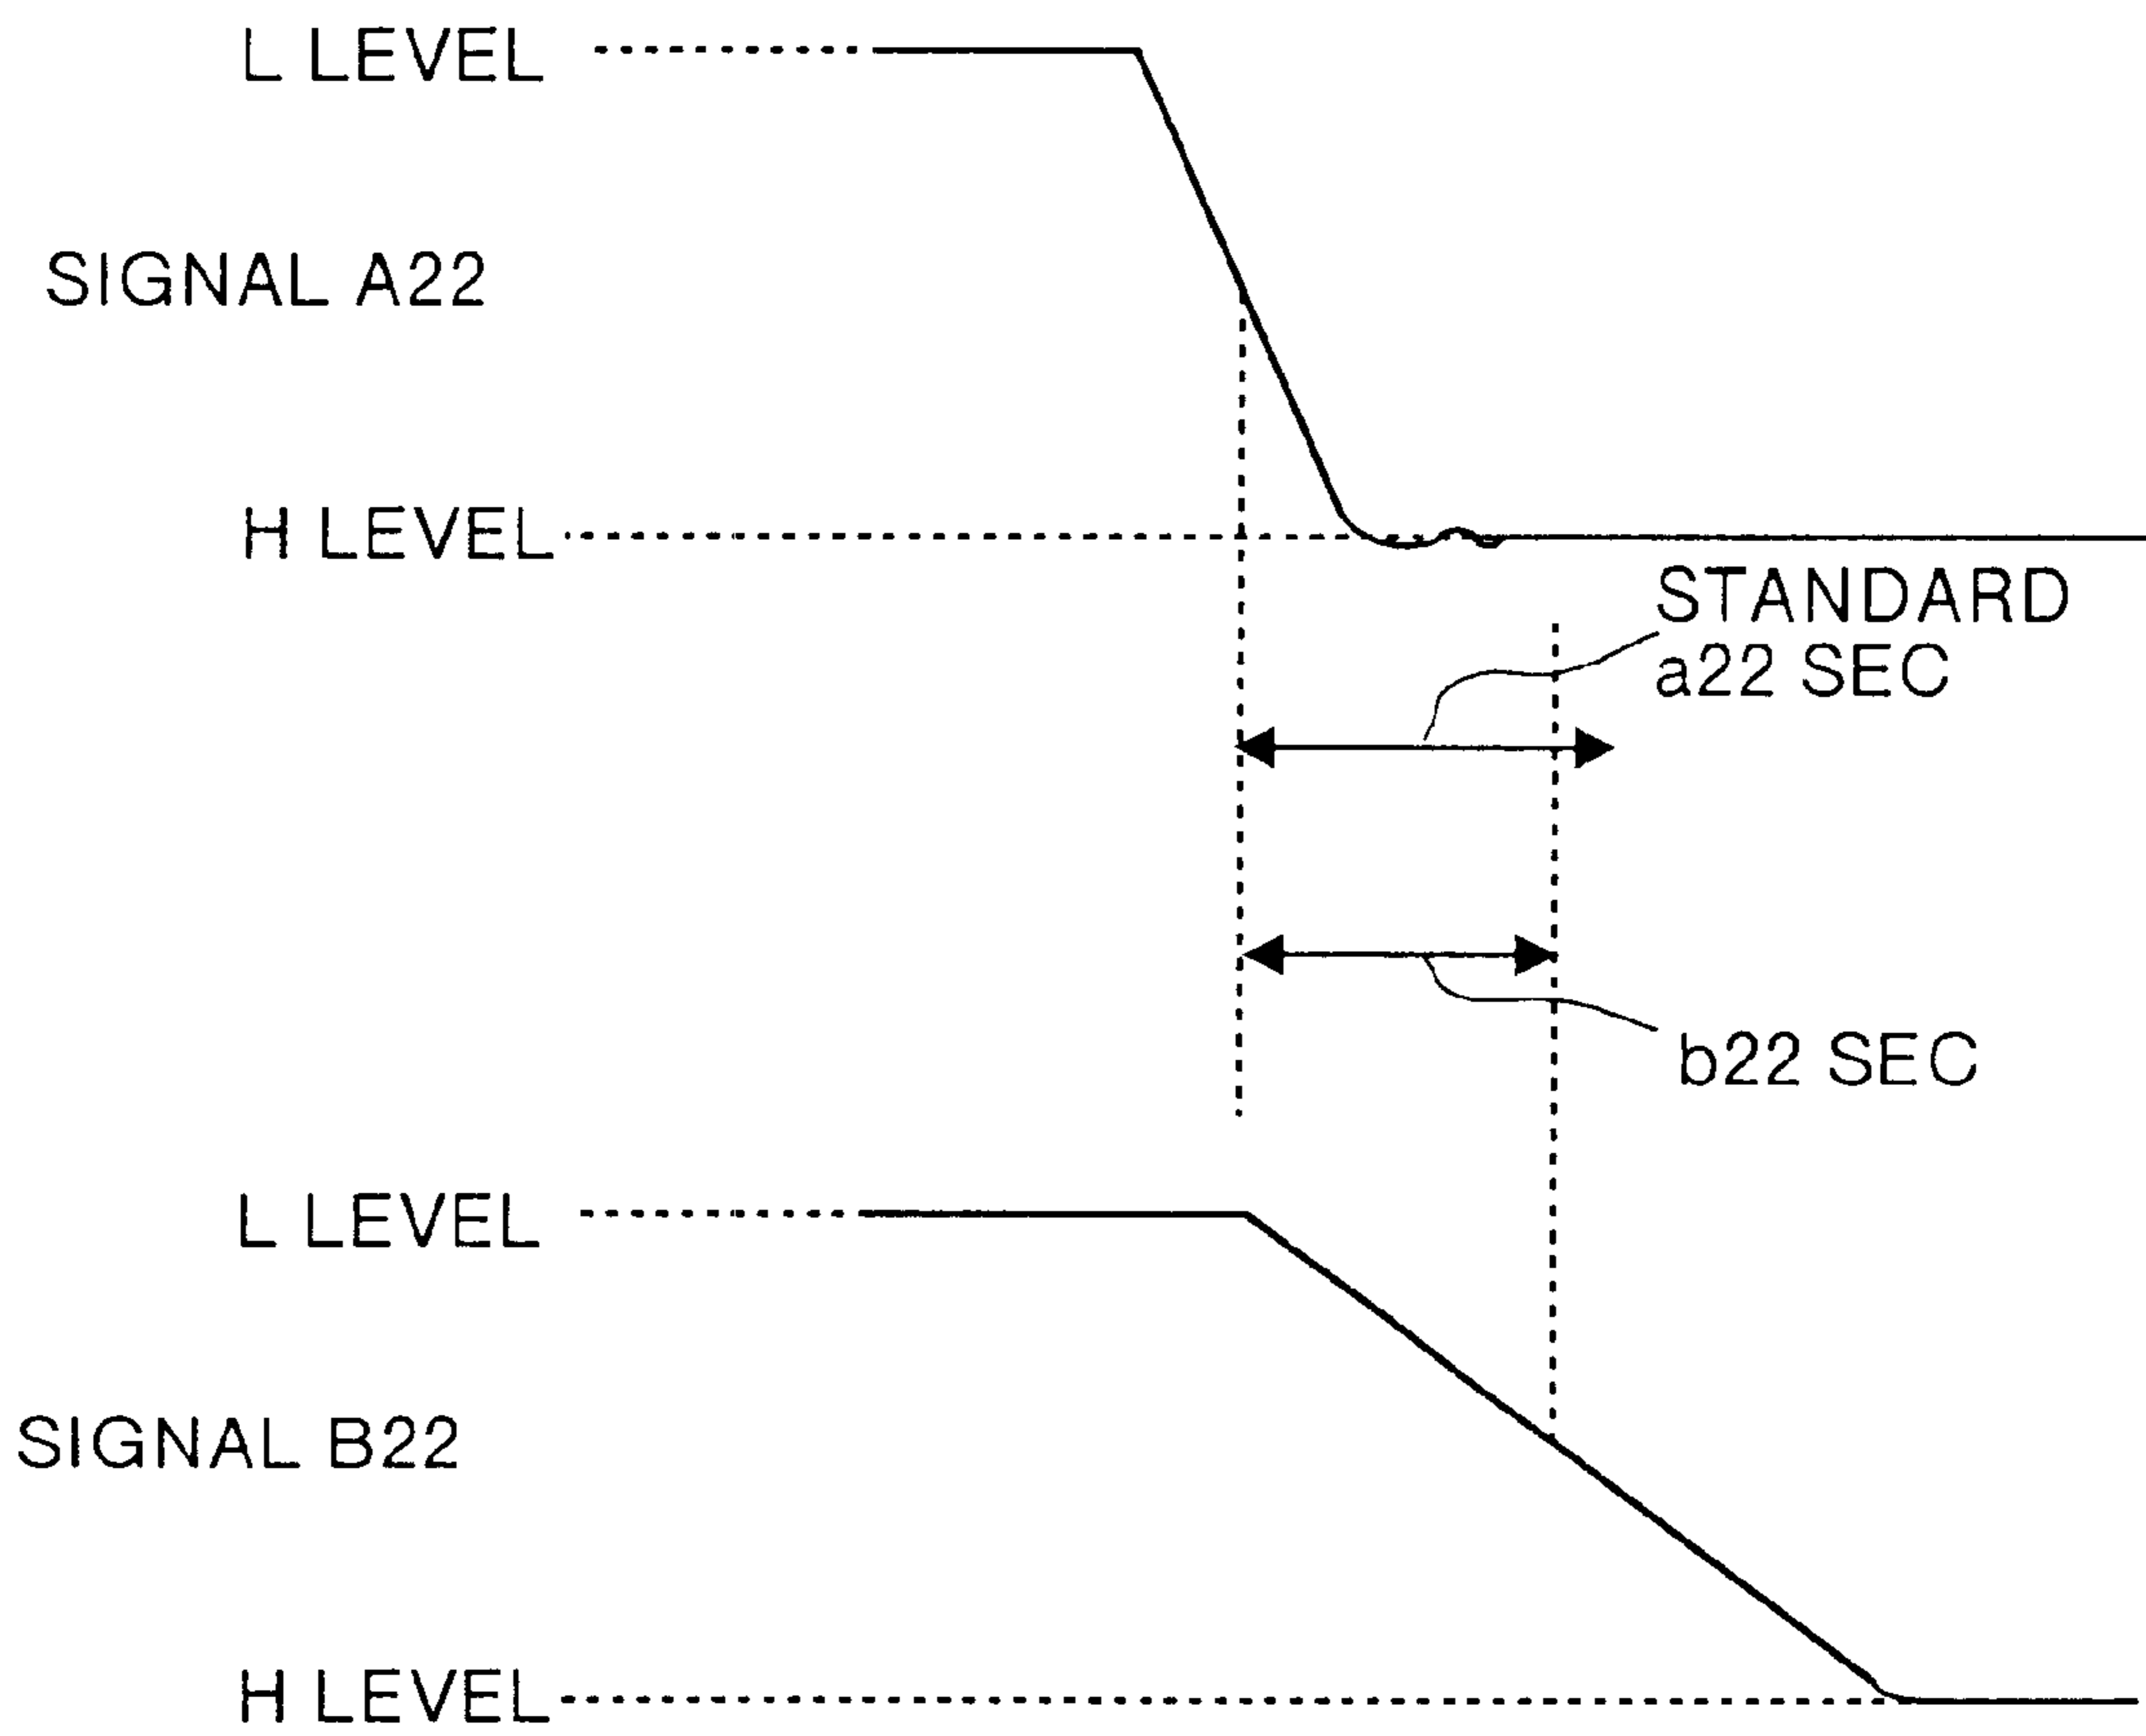 L LEVEL
SIGNAL A22
H LEVEL
STANDARD
a22 SEC
b22 SEC
L LEVEL
SIGNAL B22
H LEVEL